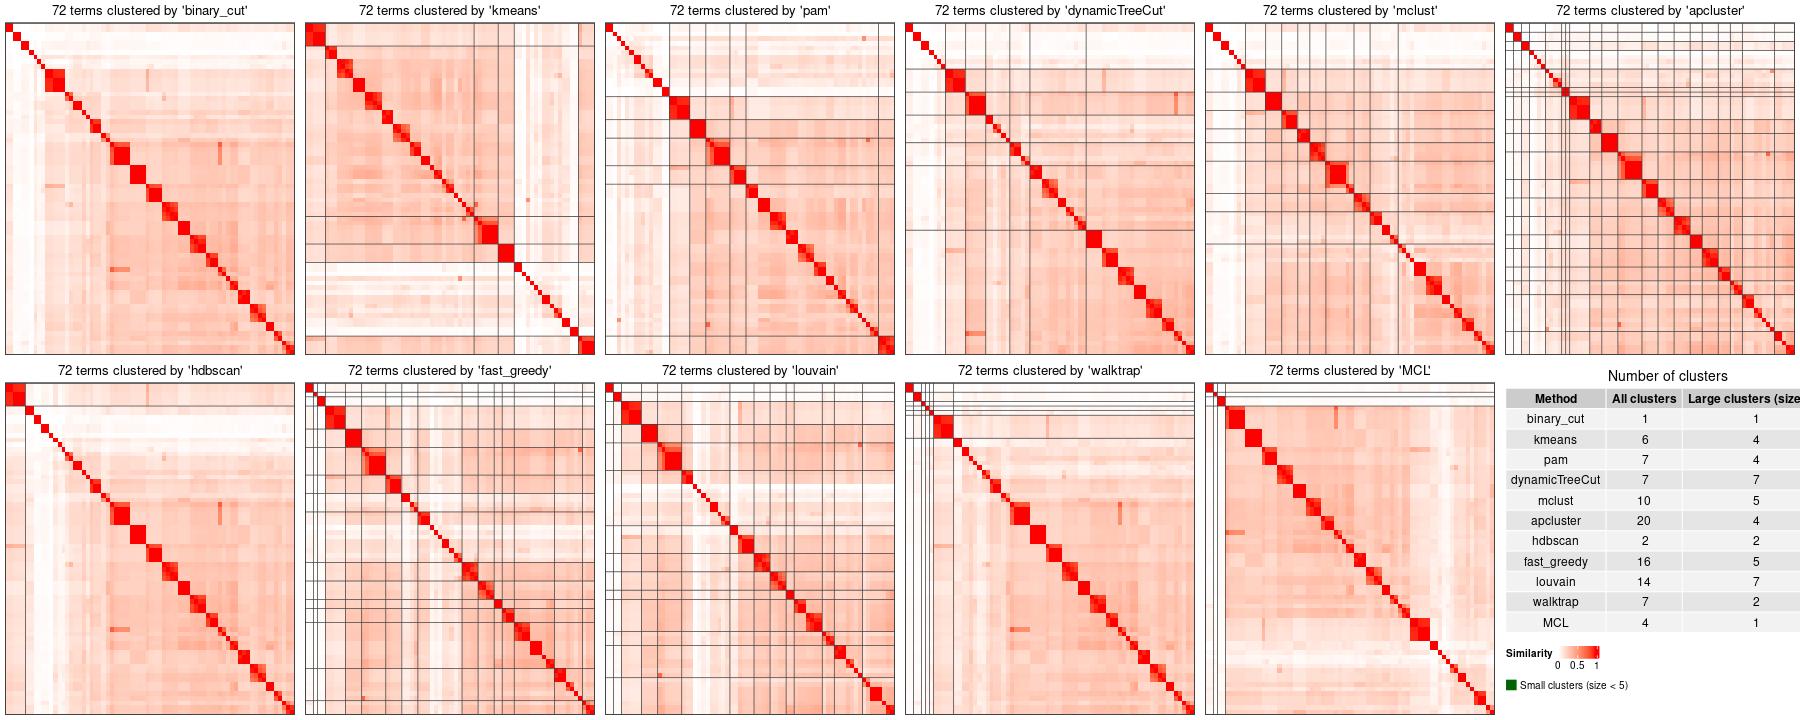 72 terms clustered by 'binary_cut'
72 terms clustered by 'kmeans'
72 terms clustered by 'pam'
72 terms clustered by 'dynamicTreeCut'
72 terms clustered by 'mclust'
72 terms clustered by 'apcluster'
72 terms clustered by 'hdbscan'
72 terms clustered by 'fast_greedy'
72 terms clustered by 'louvain'
72 terms clustered by 'walktrap'
72 terms clustered by 'MCL'
Number of clusters
Method All clusters Large clusters (size
binary_cut 1 1
kmeans 6 4
pam 7 4
dynamicTreeCut 7 7
mclust 10 5
apcluster 20 4
hdbscan 2 2
fast_greedy 16 5
louvain 14 7
walktrap 7 2
MCL 4 1
Similarity
0 0.5 1
Small clusters (size < 5)